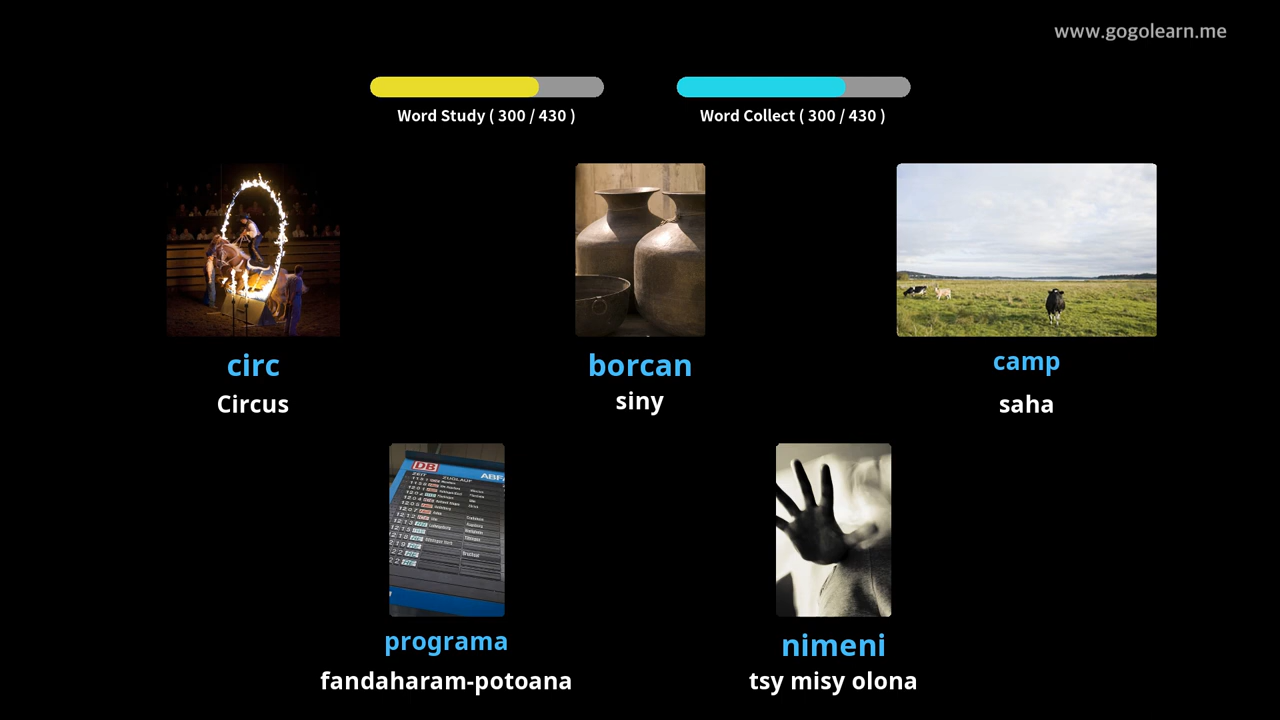 www.gogolearn.me
Word Study ( 300 / 430 )
Word Collect ( 300 / 430 )
circ
Circus
borcan
siny
camp
saha
DB
programa
fandaharam-potoana
nimeni
tsy misy olona